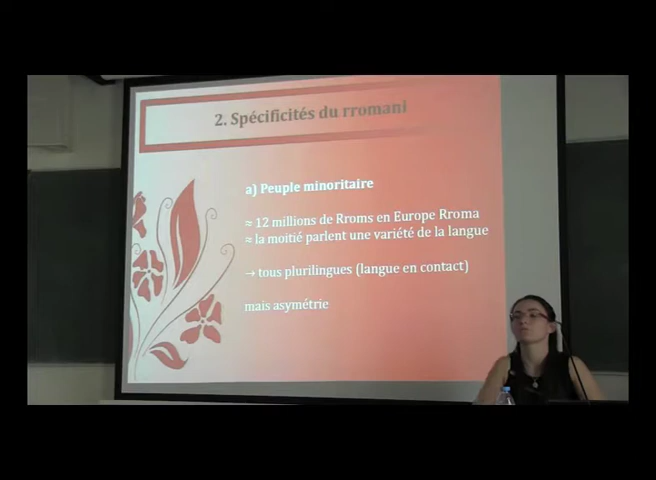 2. Spécificités du rromani
a) Peuple minoritaire
≈ 12 millions de Rroms en Europe Rroma
≈ la moitié parlent une variété de la langue
→ tous plurilingues (langue en contact)
mais asymétrie